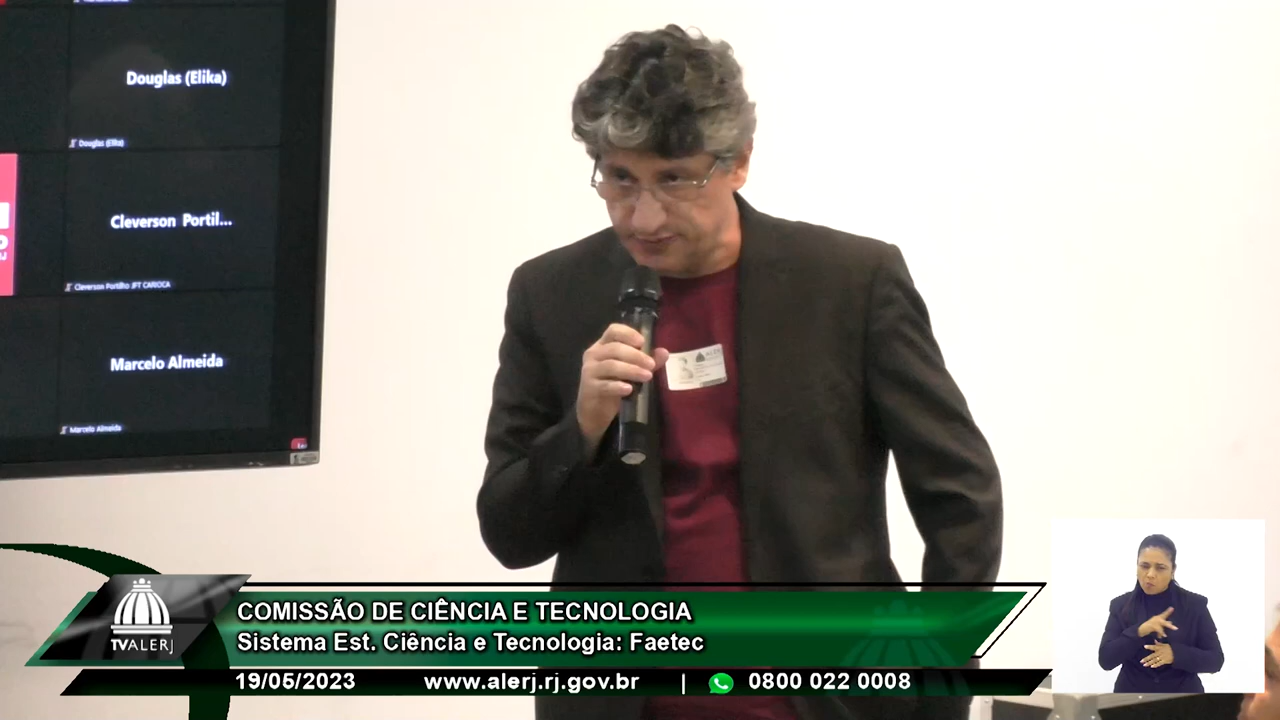 Douglas (Elika)
Douglas (Elika)
Cleverson Portil...
Cleverson Portilho JPT CARIOCA
Marcelo Almeida
Marcelo Almeida
TVALERJ
COMISSÃO DE CIÊNCIA E TECNOLOGIA
Sistema Est. Ciência e Tecnologia: Faetec
19/05/2023 www.alerj.rj.gov.br | 0800 022 0008